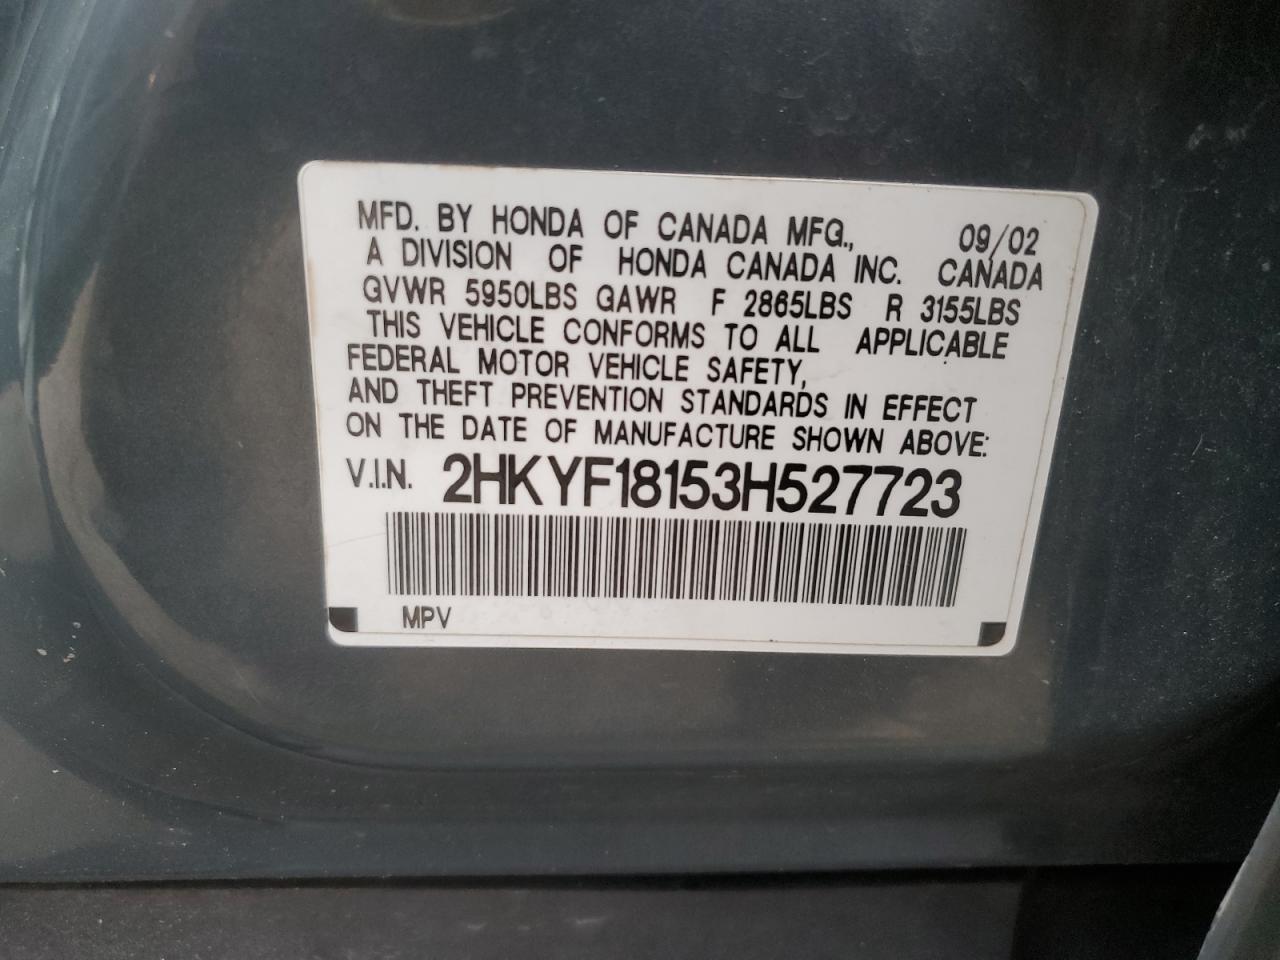 MFD. BY HONDA OF CANADA MFG., 09/02
A DIVISION OF HONDA CANADA INC. CANADA
GVWR 5950LBS GAWR F 2865LBS R 3155LBS
THIS VEHICLE CONFORMS TO ALL APPLICABLE
FEDERAL MOTOR VEHICLE SAFETY,
AND THEFT PREVENTION STANDARDS IN EFFECT
ON THE DATE OF MANUFACTURE SHOWN ABOVE:
V.I.N. 2HKYF18153H527723
MPV